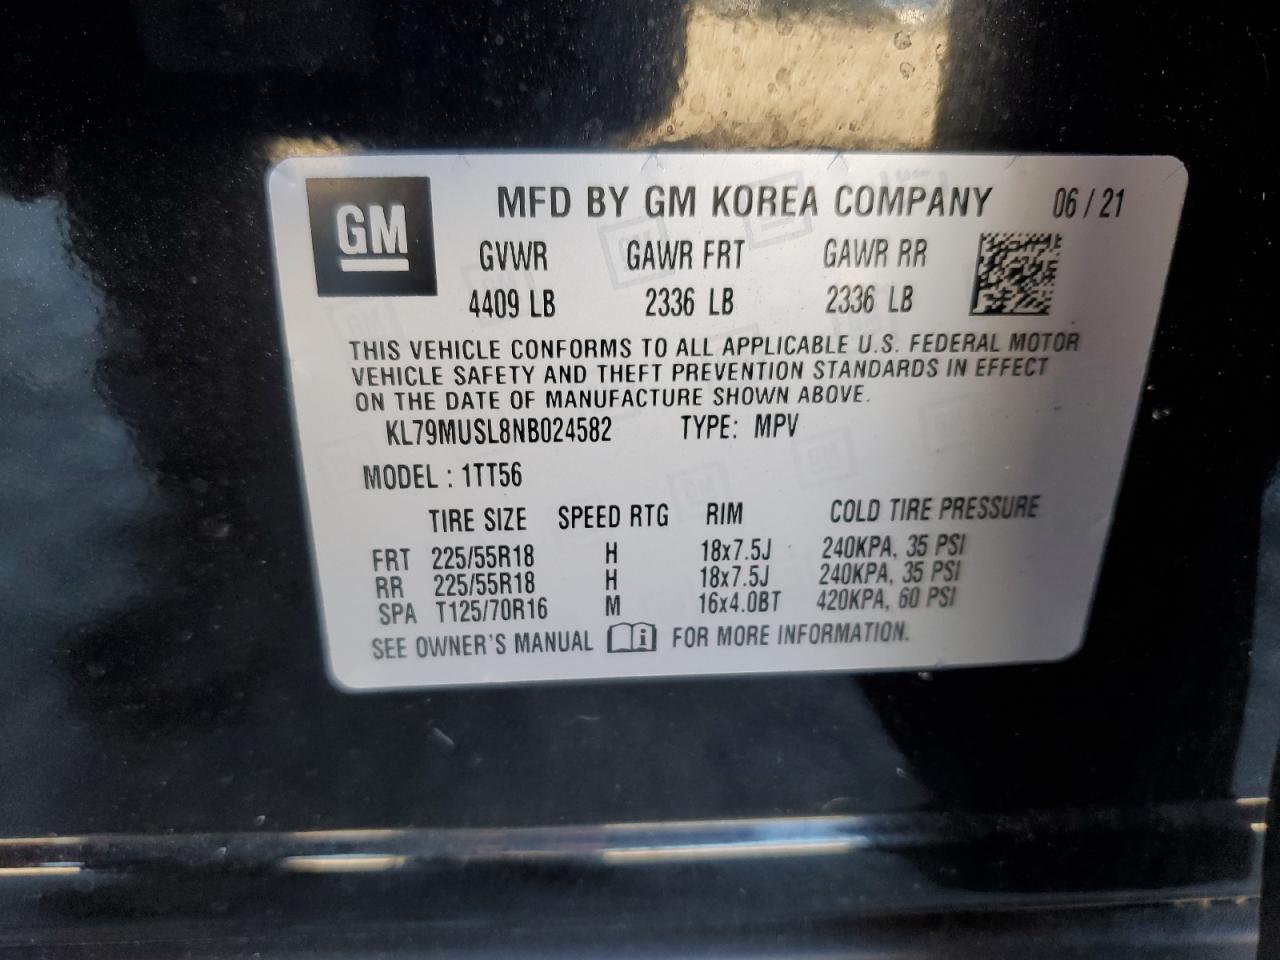 GM
MFD BY GM KOREA COMPANY 06 / 21
GVWR GAWR FRT GAWR RR
4409 LB 2336 LB 2336 LB
THIS VEHICLE CONFORMS TO ALL APPLICABLE U.S. FEDERAL MOTOR
VEHICLE SAFETY AND THEFT PREVENTION STANDARDS IN EFFECT
ON THE DATE OF MANUFACTURE SHOWN ABOVE.
KL79MUSL8NB024582 TYPE: MPV
MODEL : 1TT56
TIRE SIZE SPEED RTG RIM COLD TIRE PRESSURE
FRT 225/55R18 H 18x7.5J 240KPA, 35 PSI
RR 225/55R18 H 18x7.5J 240KPA, 35 PSI
SPA T125/70R16 M 16x4.0BT 420KPA, 60 PSI
SEE OWNER'S MANUAL i FOR MORE INFORMATION.